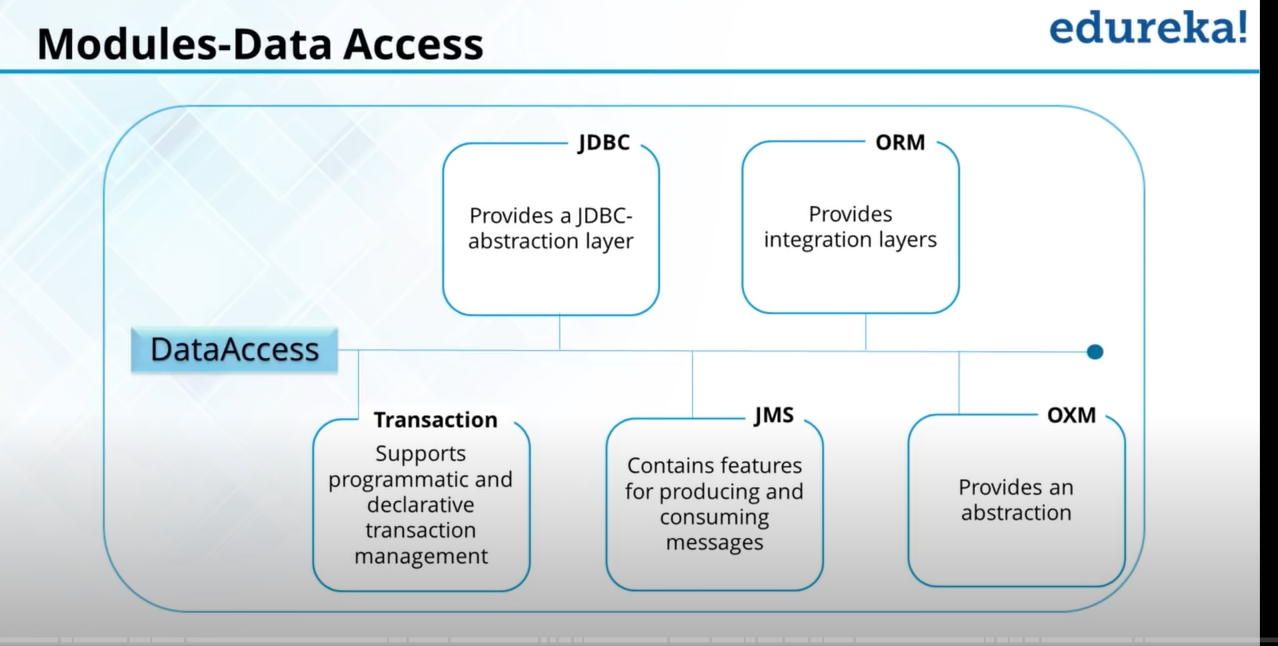 Modules-Data Access
edureka!
JDBC
Provides a JDBC-
abstraction layer
ORM
Provides
integration layers
DataAccess
Transaction
Supports
programmatic and
declarative
transaction
management
JMS
Contains features
for producing and
consuming
messages
OXM
Provides an
abstraction